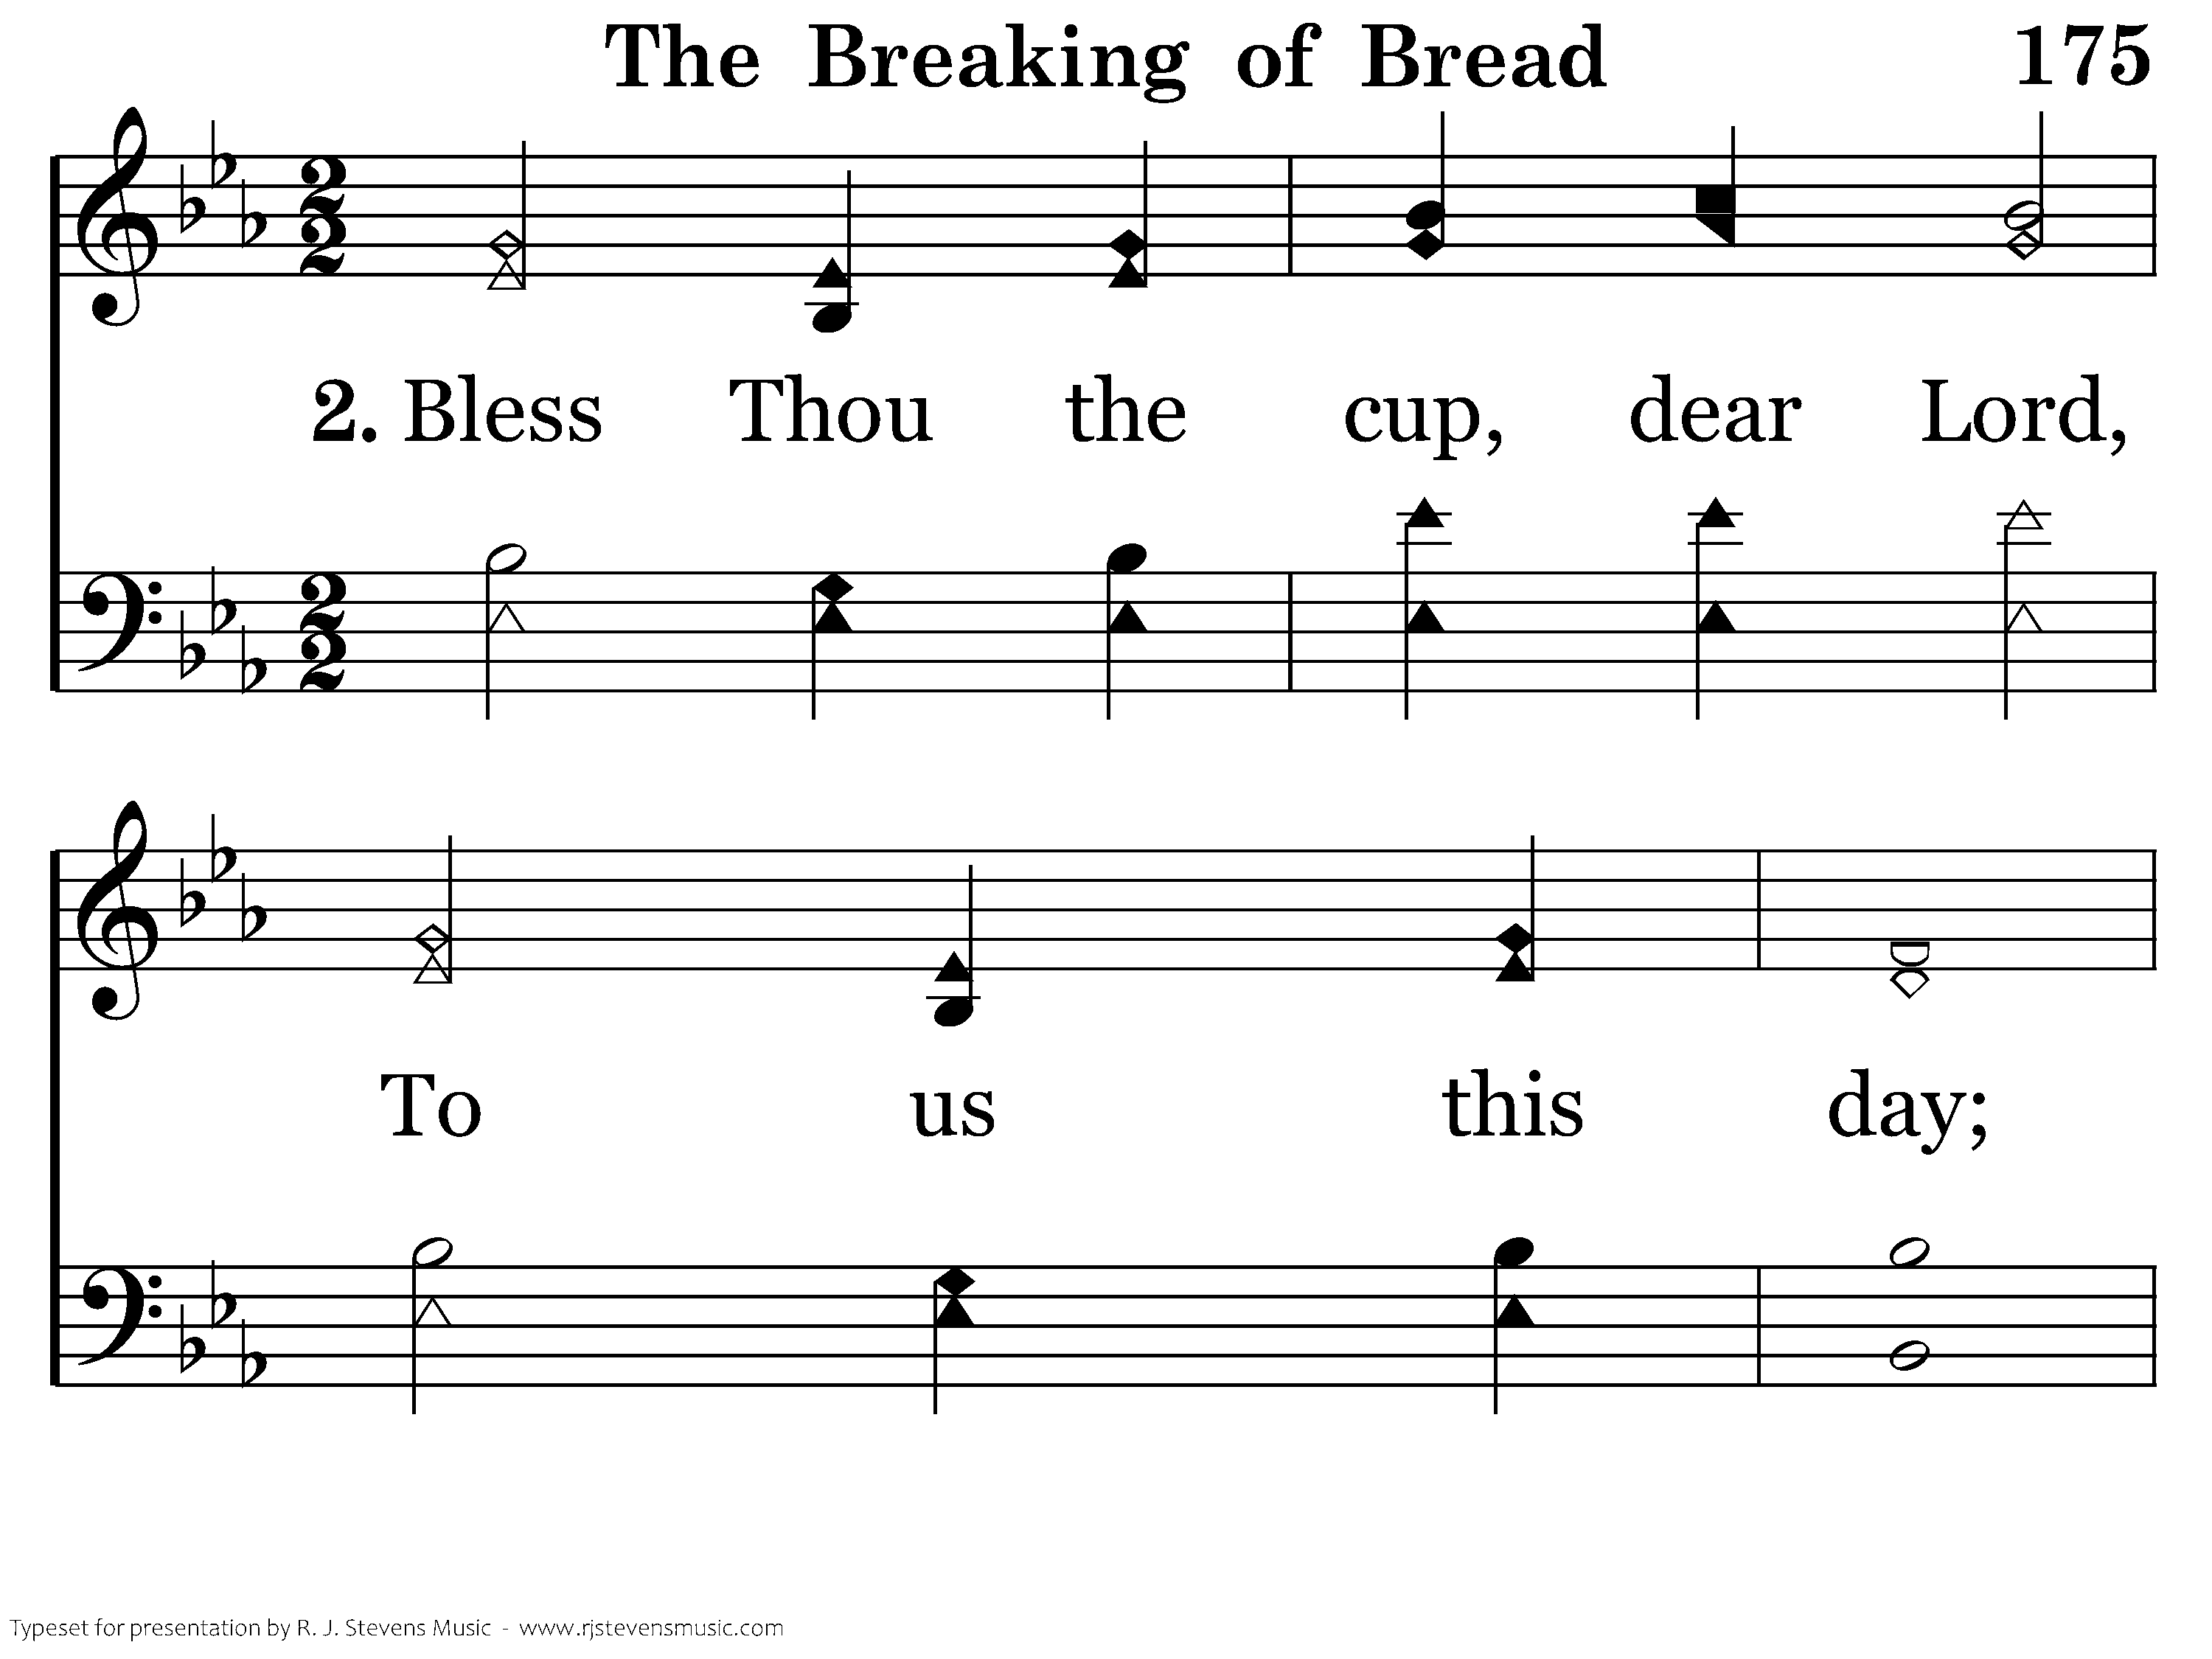 The Breaking of Bread 175
2. Bless Thou the cup, dear Lord,
To us this day;
Typeset for presentation by R. J. Stevens Music - www.rjstevensmusic.com